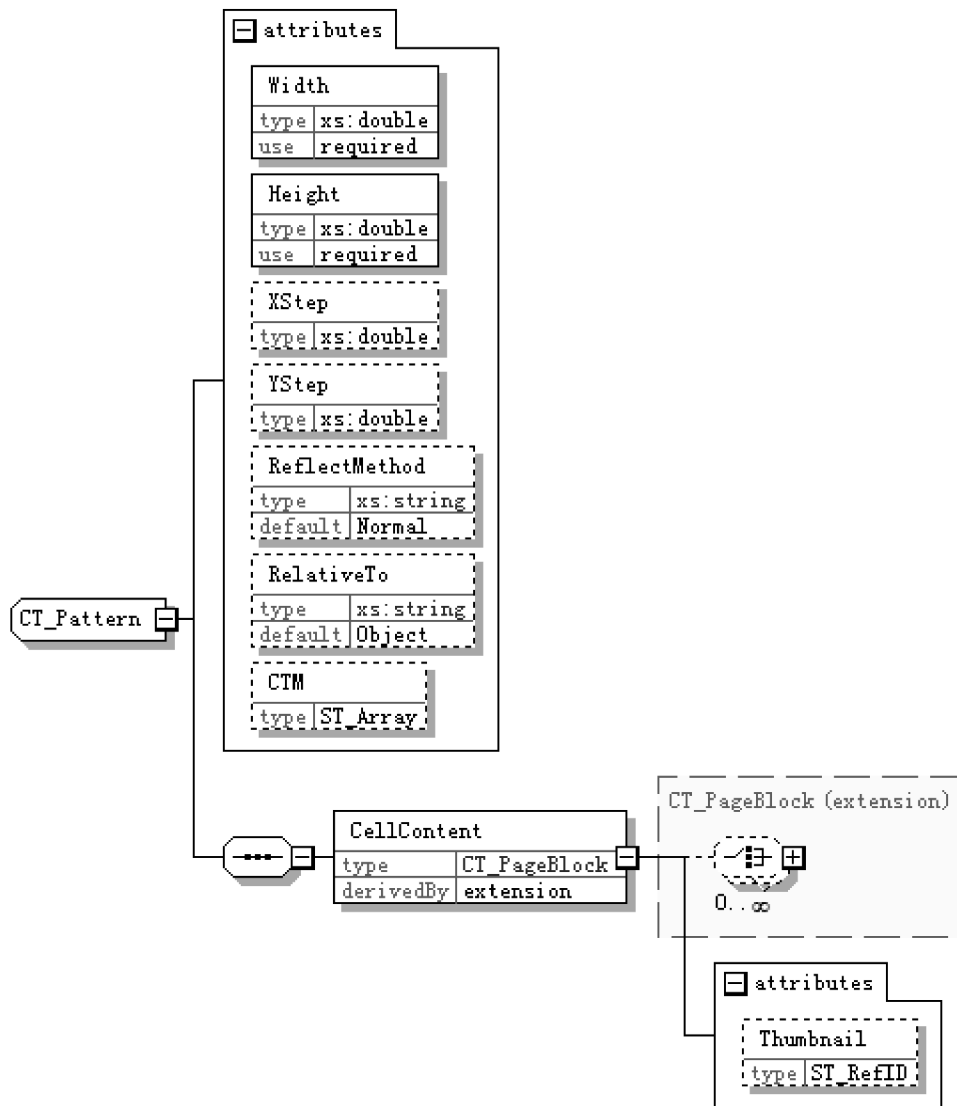 attributes
Width
type xs:double
use required
Height
type xs:double
use required
XStep
type xs:double
YStep
type xs:double
ReflectMethod
type xs:string
default Normal
RelativeTo
type xs:string
default Object
CT_Pattern
CTM
type ST_Array
CT_PageBlock (extension)
CellContent
type CT_PageBlock
derivedBy extension
0..∞
attributes
Thumbnail
type ST_RefID